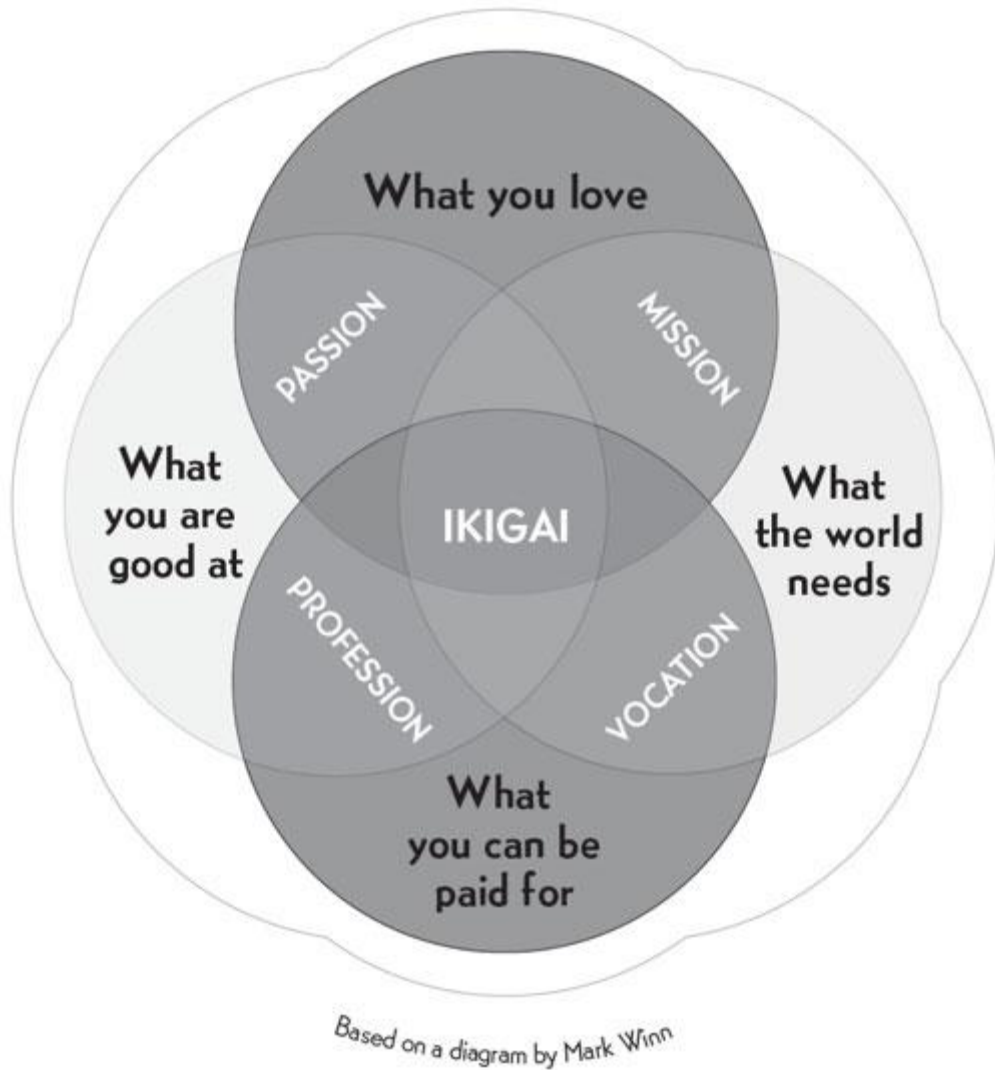 What you love
PASSION
MISSION
What
you are
good at
IKIGAI
What
the world
needs
PROFESSION
VOCATION
What
you can be
paid for
Based on a diagram by Mark Winn